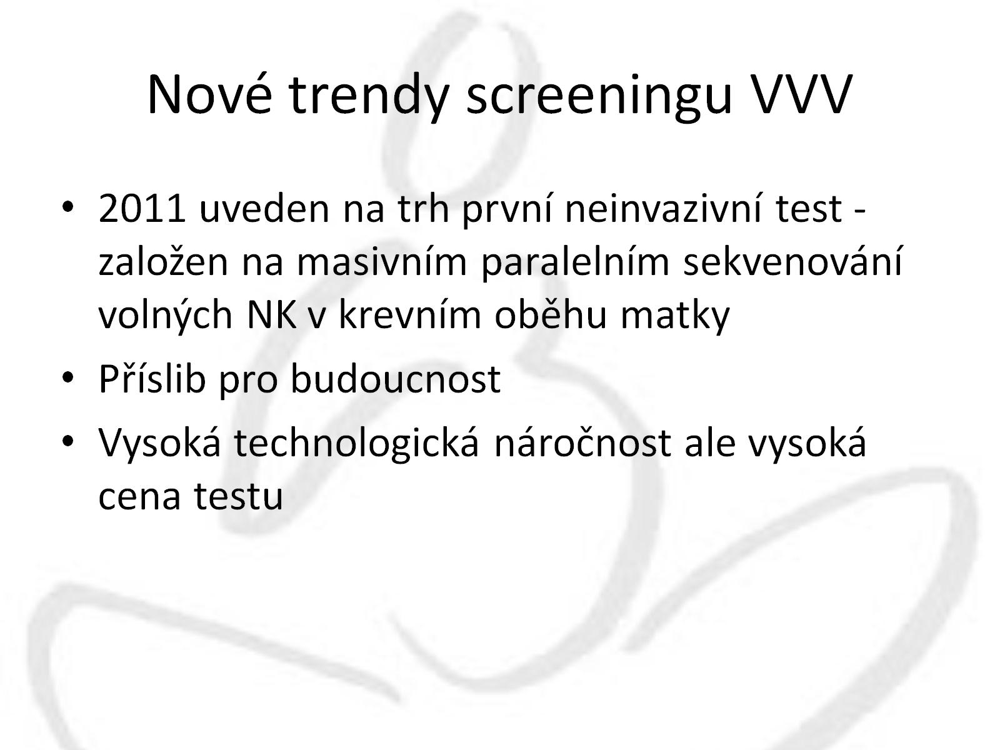 Nové trendy screeningu VVV
• 2011 uveden na trh první neinvazivní test -
založen na masivním paralelním sekvenování
volných NK v krevním oběhu matky
• Příslib pro budoucnost
• Vysoká technologická náročnost ale vysoká
cena testu